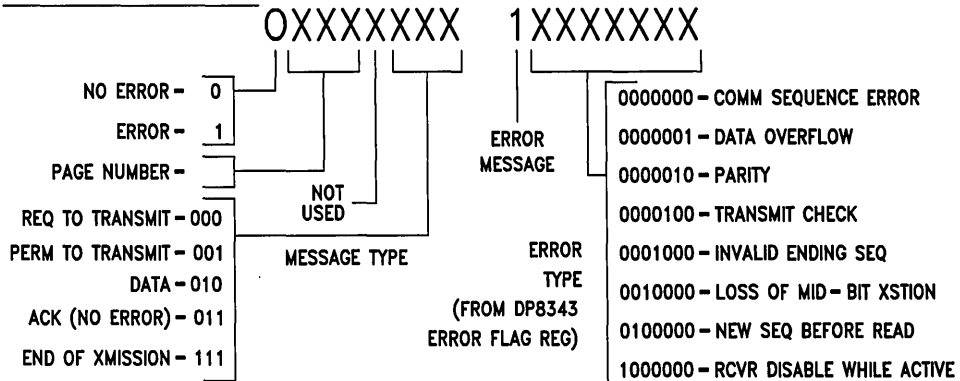 0XXXXXXX 1XXXXXXX
NO ERROR – 0
ERROR – 1
PAGE NUMBER –
NOT USED
REQ TO TRANSMIT – 000
PERM TO TRANSMIT – 001
DATA – 010
ACK (NO ERROR) – 011
END OF XMISSION – 111
MESSAGE TYPE
ERROR
MESSAGE
ERROR
TYPE
(FROM DP8343
ERROR FLAG REG)
0000000 – COMM SEQUENCE ERROR
0000001 – DATA OVERFLOW
0000010 – PARITY
0000100 – TRANSMIT CHECK
0001000 – INVALID ENDING SEQ
0010000 – LOSS OF MID – BIT XSTION
0100000 – NEW SEQ BEFORE READ
1000000 – RCVR DISABLE WHILE ACTIVE